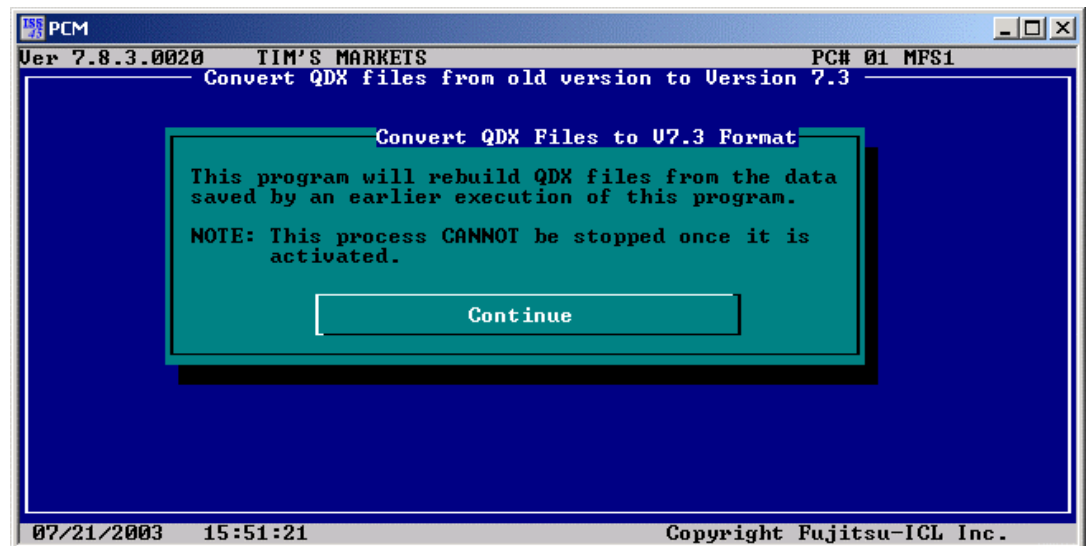 ISS 45 PCM
Ver 7.8.3.0020 TIM'S MARKETS PC# 01 MFS1
Convert QDX files from old version to Version 7.3
Convert QDX Files to V7.3 Format
This program will rebuild QDX files from the data
saved by an earlier execution of this program.
NOTE: This process CANNOT be stopped once it is
activated.
Continue
07/21/2003 15:51:21 Copyright Fujitsu-ICL Inc.